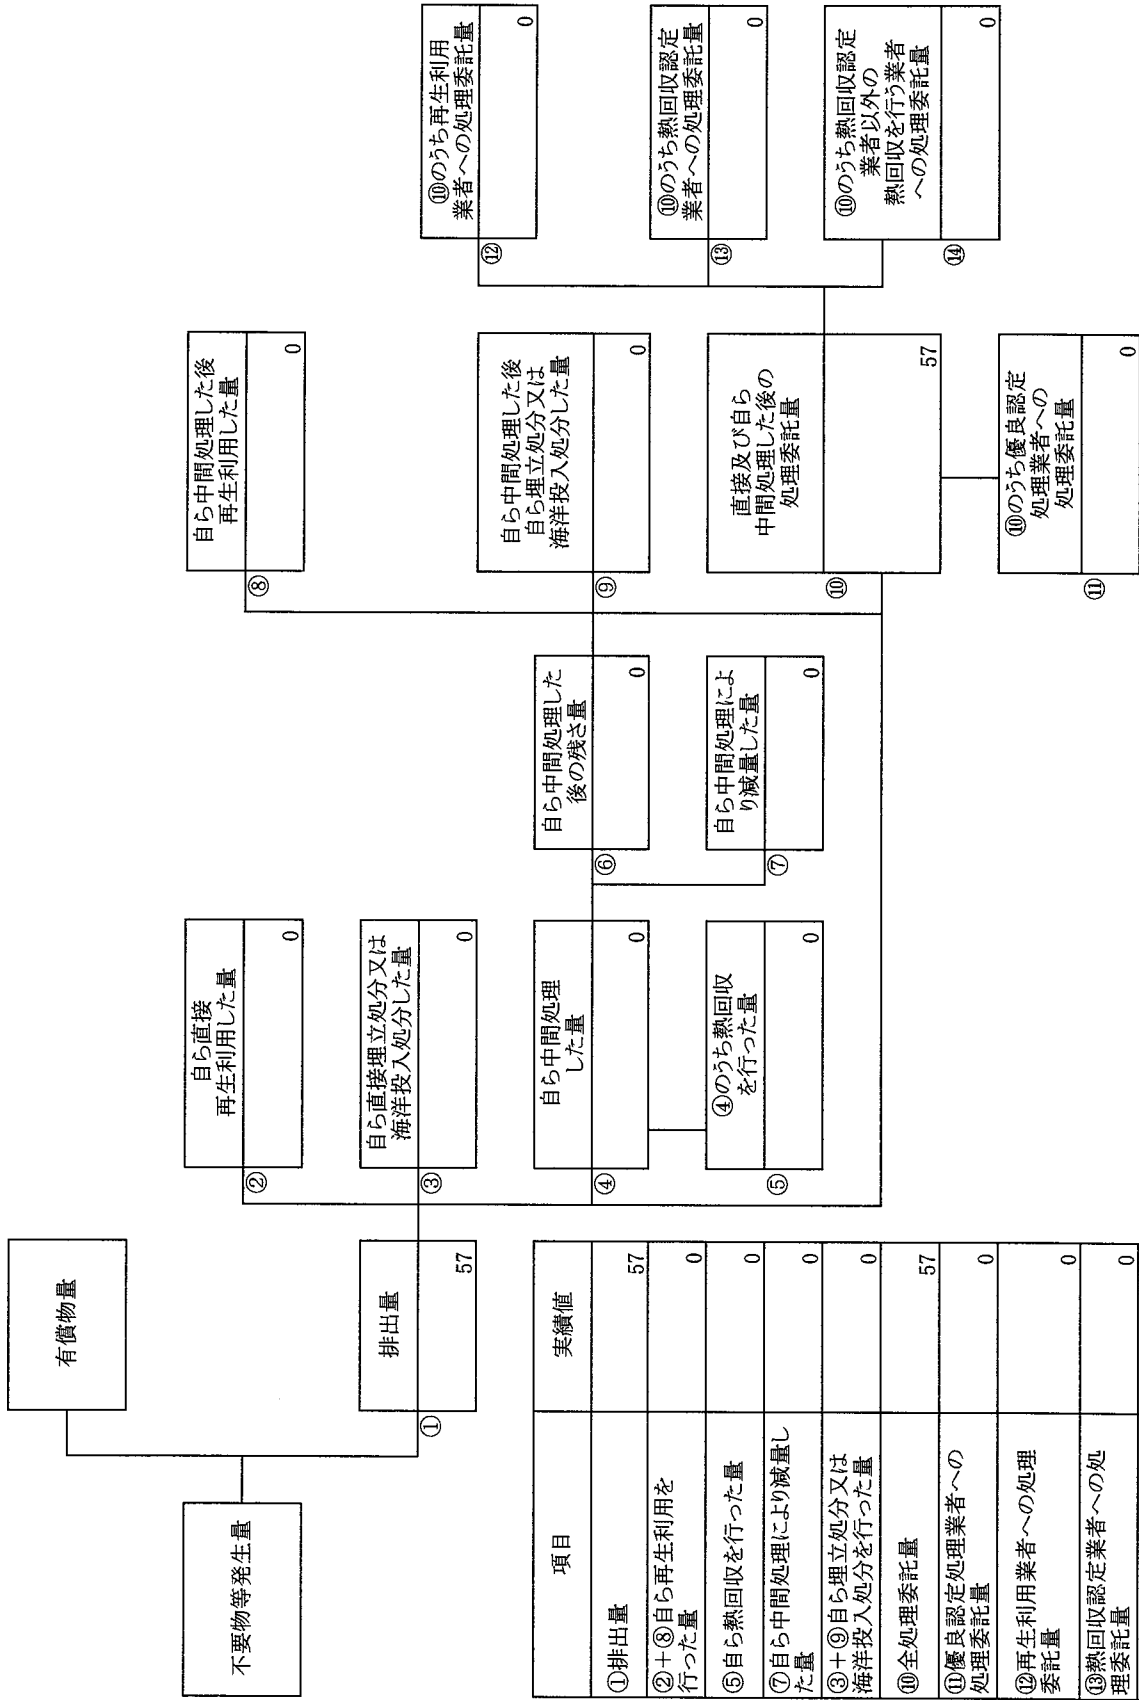 不要物等発生量
有償物量
①
排出量
57
②
自ら直接
再生利用した量
0
③
自ら直接埋立処分又は
海洋投入処分した量
0
④
自ら中間処理
した量
0
⑤
④のうち熱回収
を行った量
0
⑥
自ら中間処理した
後の残さ量
0
⑦
自ら中間処理によ
り減量した量
0
⑧
自ら中間処理した後
再生利用した量
0
⑨
自ら中間処理した後
自ら埋立処分又は
海洋投入処分した量
0
⑩
直接及び自ら
中間処理した後の
処理委託量
57
⑪
⑩のうち優良認定
処理業者への
処理委託量
0
⑫
⑩のうち再生利用
業者への処理委託量
0
⑬
⑩のうち熱回収認定
業者への処理委託量
0
⑭
⑩のうち熱回収認定
業者以外の
熱回収を行う業者
への処理委託量
0
項目 実績値
①排出量 57
②+⑧自ら再生利用を
行った量 0
⑤自ら熱回収を行った量 0
⑦自ら中間処理により減量し
た量 0
③+⑨自ら埋立処分又は
海洋投入処分を行った量 0
⑩全処理委託量 57
⑪優良認定処理業者への
処理委託量 0
⑫再生利用業者への処理
委託量 0
⑬熱回収認定業者への処
理委託量 0